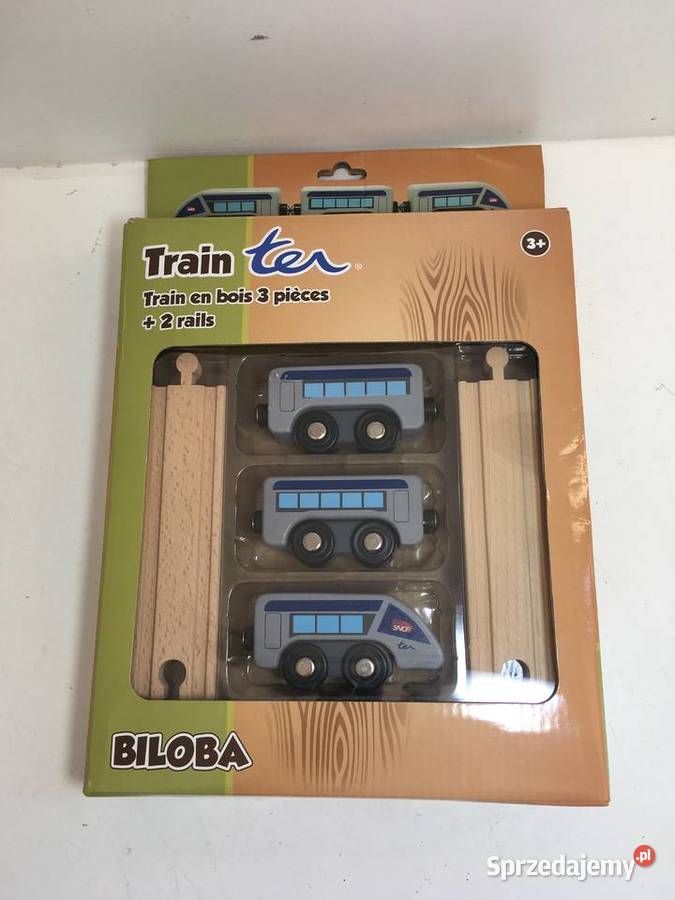 Train ter®
3+
Train en bois 3 pièces
+ 2 rails
SNCF
ter
BILOBA
Sprzedajemy.pl